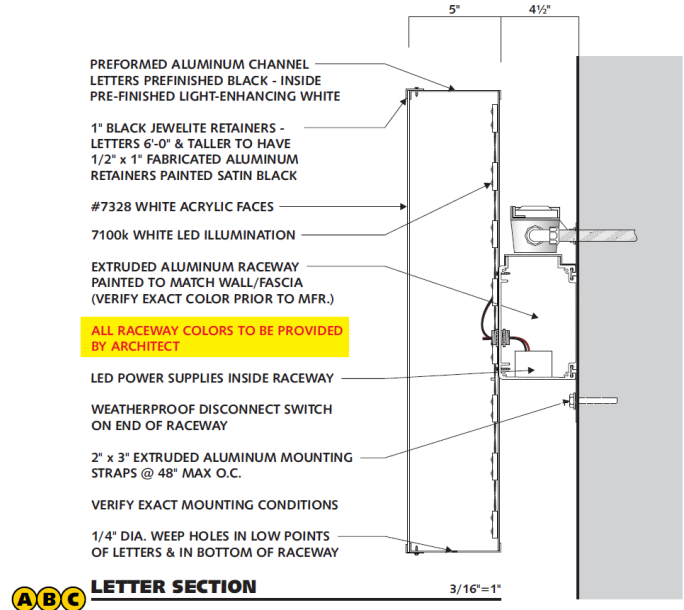 5" 4½"
PREFORMED ALUMINUM CHANNEL
LETTERS PREFINISHED BLACK - INSIDE
PRE-FINISHED LIGHT-ENHANCING WHITE
1" BLACK JEWELITE RETAINERS -
LETTERS 6'-0" & TALLER TO HAVE
1/2" x 1" FABRICATED ALUMINUM
RETAINERS PAINTED SATIN BLACK
#7328 WHITE ACRYLIC FACES
7100k WHITE LED ILLUMINATION
EXTRUDED ALUMINUM RACEWAY
PAINTED TO MATCH WALL/FASCIA
(VERIFY EXACT COLOR PRIOR TO MFR.)
ALL RACEWAY COLORS TO BE PROVIDED
BY ARCHITECT
LED POWER SUPPLIES INSIDE RACEWAY
WEATHERPROOF DISCONNECT SWITCH
ON END OF RACEWAY
2" x 3" EXTRUDED ALUMINUM MOUNTING
STRAPS @ 48" MAX O.C.
VERIFY EXACT MOUNTING CONDITIONS
1/4" DIA. WEEP HOLES IN LOW POINTS
OF LETTERS & IN BOTTOM OF RACEWAY
A B C LETTER SECTION 3/16"=1"